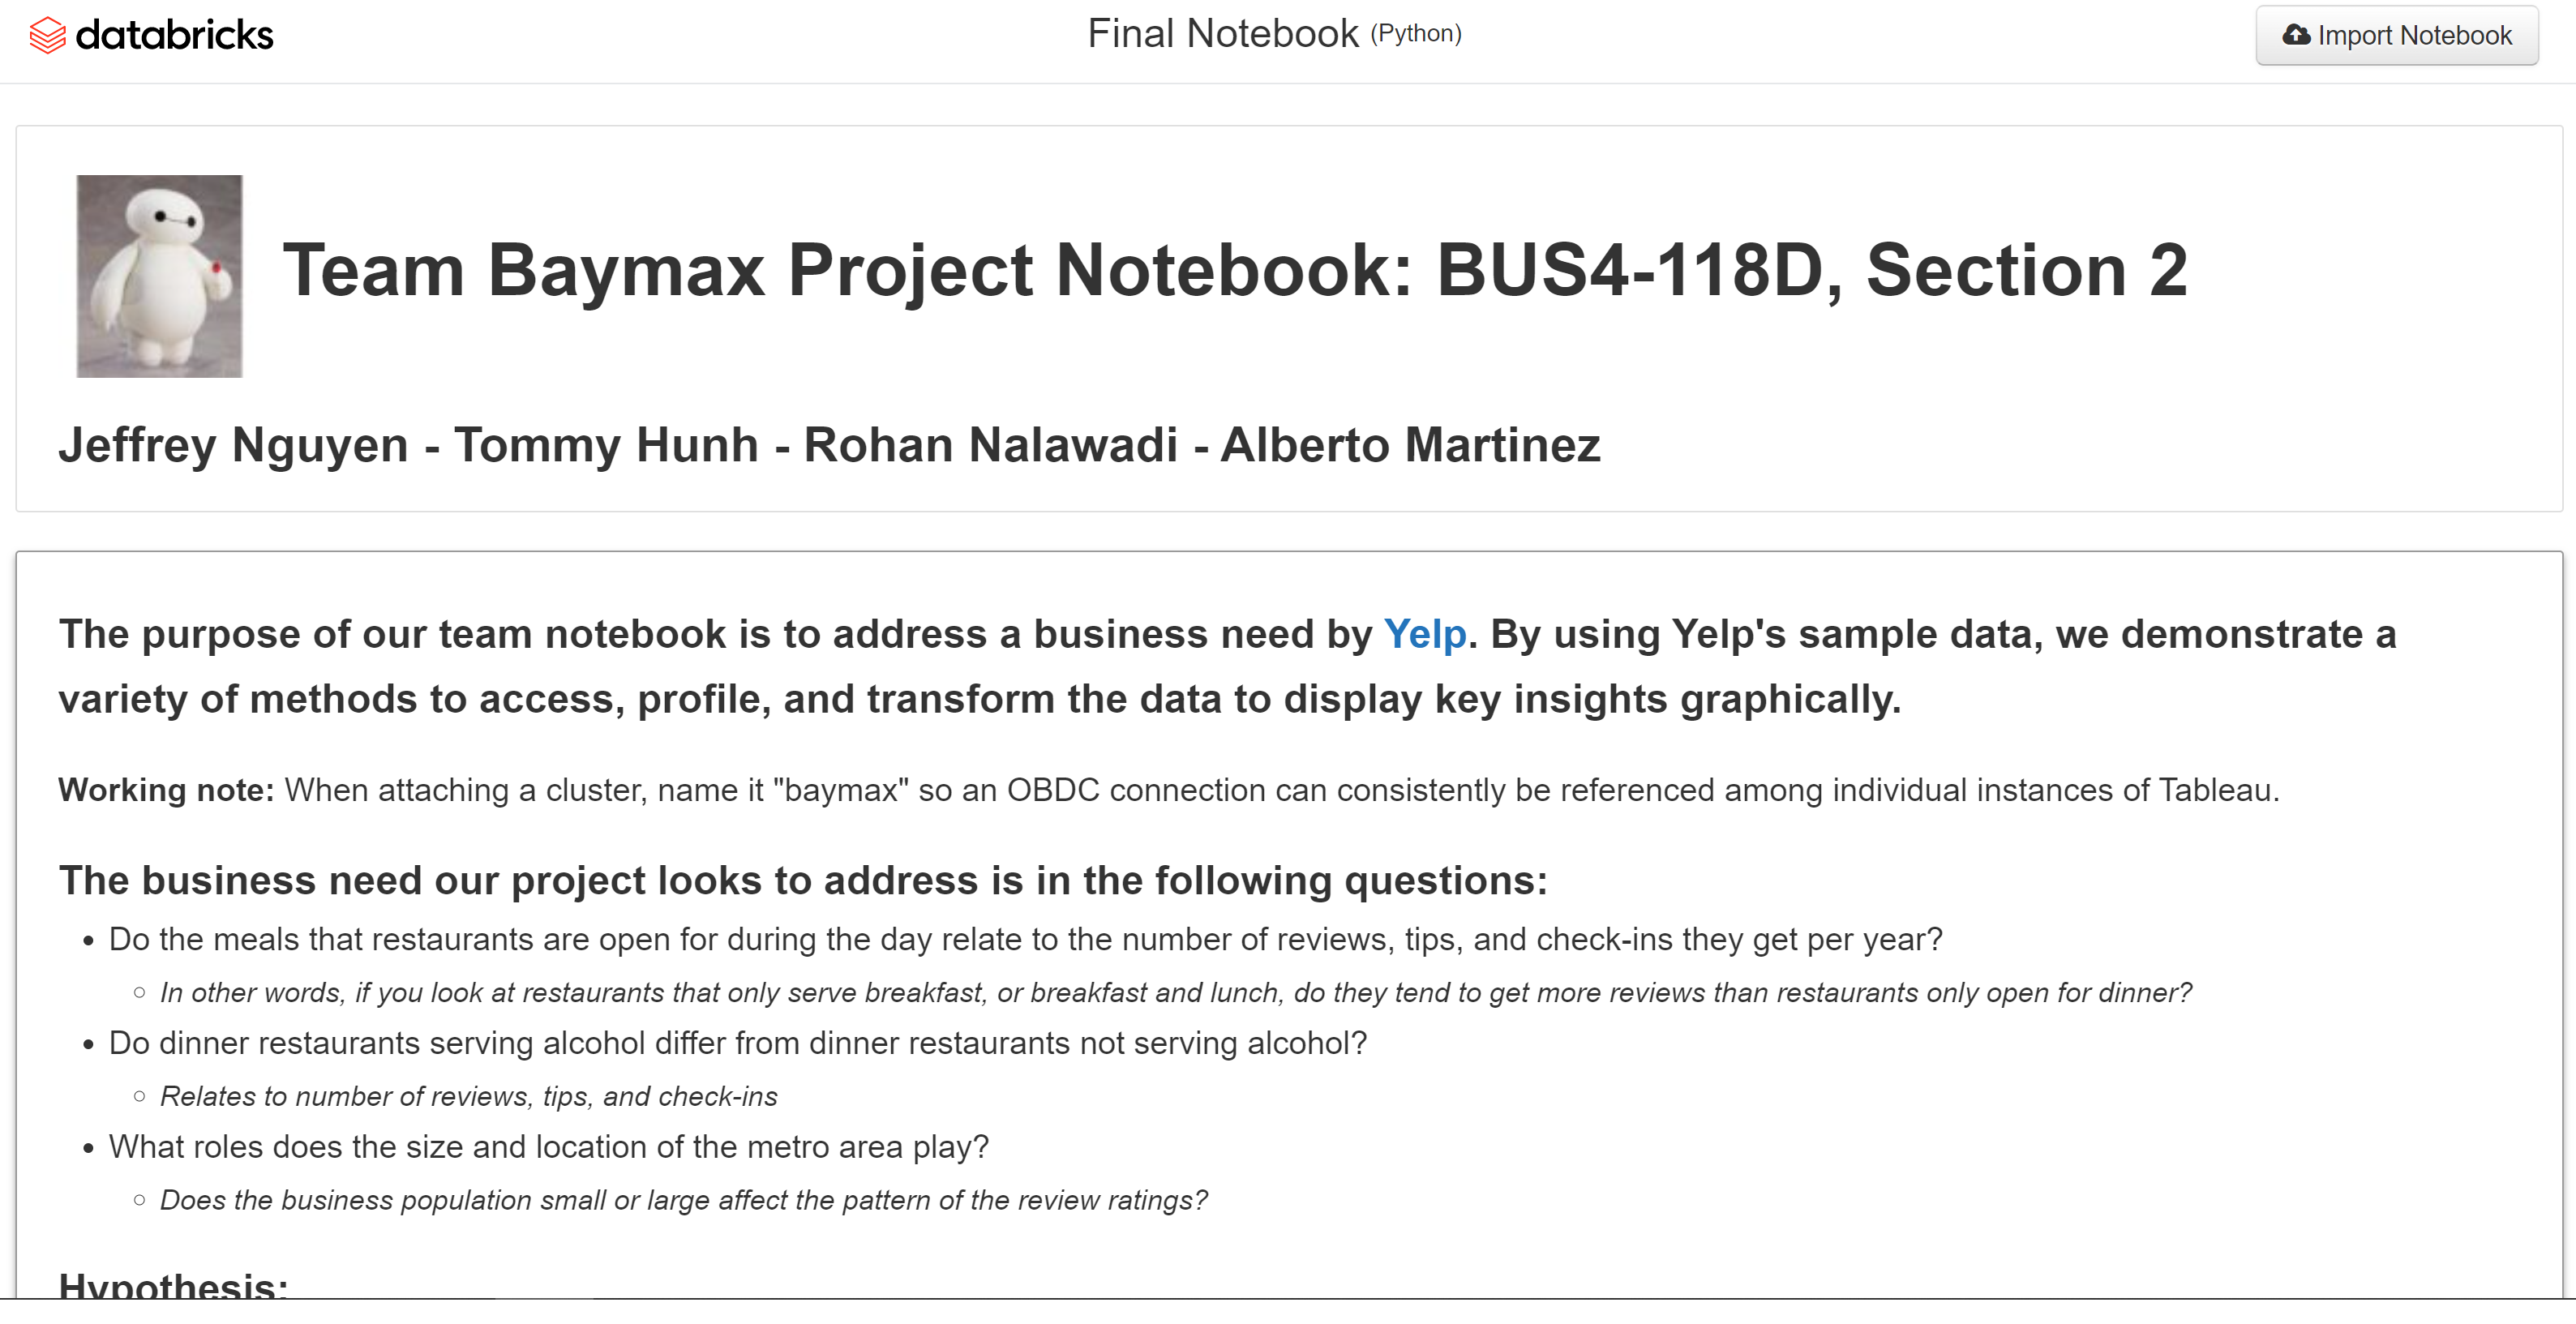 databricks
Final Notebook (Python)
Import Notebook
Team Baymax Project Notebook: BUS4-118D, Section 2
Jeffrey Nguyen - Tommy Hunh - Rohan Nalawadi - Alberto Martinez
The purpose of our team notebook is to address a business need by Yelp. By using Yelp's sample data, we demonstrate a
variety of methods to access, profile, and transform the data to display key insights graphically.
Working note: When attaching a cluster, name it "baymax" so an OBDC connection can consistently be referenced among individual instances of Tableau.
The business need our project looks to address is in the following questions:
• Do the meals that restaurants are open for during the day relate to the number of reviews, tips, and check-ins they get per year?
◦ In other words, if you look at restaurants that only serve breakfast, or breakfast and lunch, do they tend to get more reviews than restaurants only open for dinner?
• Do dinner restaurants serving alcohol differ from dinner restaurants not serving alcohol?
◦ Relates to number of reviews, tips, and check-ins
• What roles does the size and location of the metro area play?
◦ Does the business population small or large affect the pattern of the review ratings?
Hypothesis: